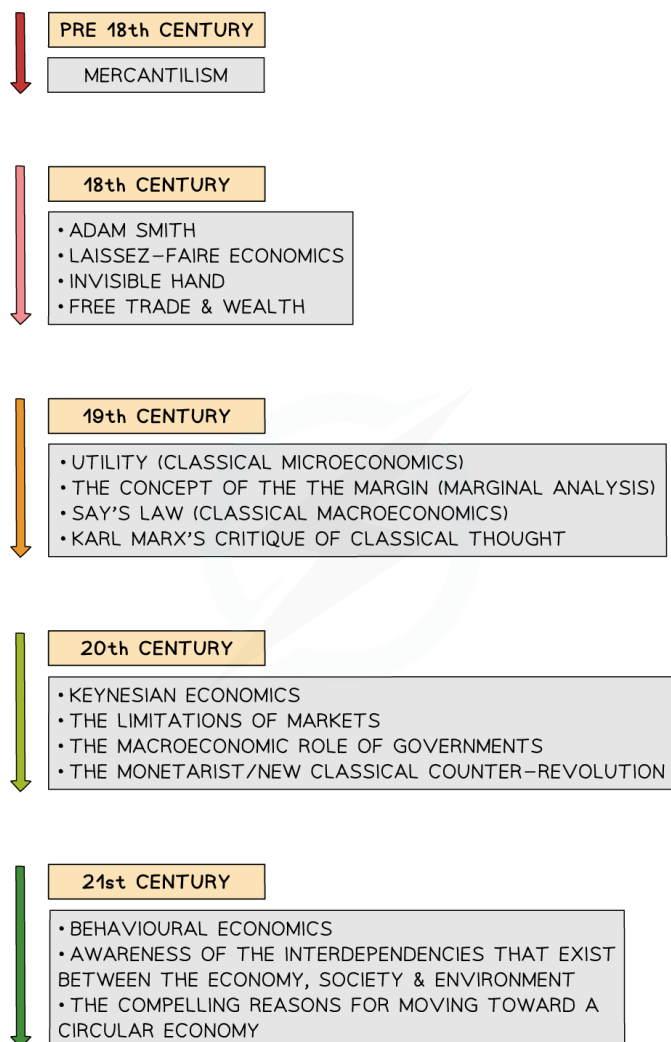 PRE 18th CENTURY
MERCANTILISM
18th CENTURY
• ADAM SMITH
• LAISSEZ-FAIRE ECONOMICS
• INVISIBLE HAND
• FREE TRADE & WEALTH
19th CENTURY
• UTILITY (CLASSICAL MICROECONOMICS)
• THE CONCEPT OF THE THE MARGIN (MARGINAL ANALYSIS)
• SAY'S LAW (CLASSICAL MACROECONOMICS)
• KARL MARX'S CRITIQUE OF CLASSICAL THOUGHT
20th CENTURY
• KEYNESIAN ECONOMICS
• THE LIMITATIONS OF MARKETS
• THE MACROECONOMIC ROLE OF GOVERNMENTS
• THE MONETARIST/NEW CLASSICAL COUNTER-REVOLUTION
21st CENTURY
• BEHAVIOURAL ECONOMICS
• AWARENESS OF THE INTERDEPENDENCIES THAT EXIST
BETWEEN THE ECONOMY, SOCIETY & ENVIRONMENT
• THE COMPELLING REASONS FOR MOVING TOWARD A
CIRCULAR ECONOMY